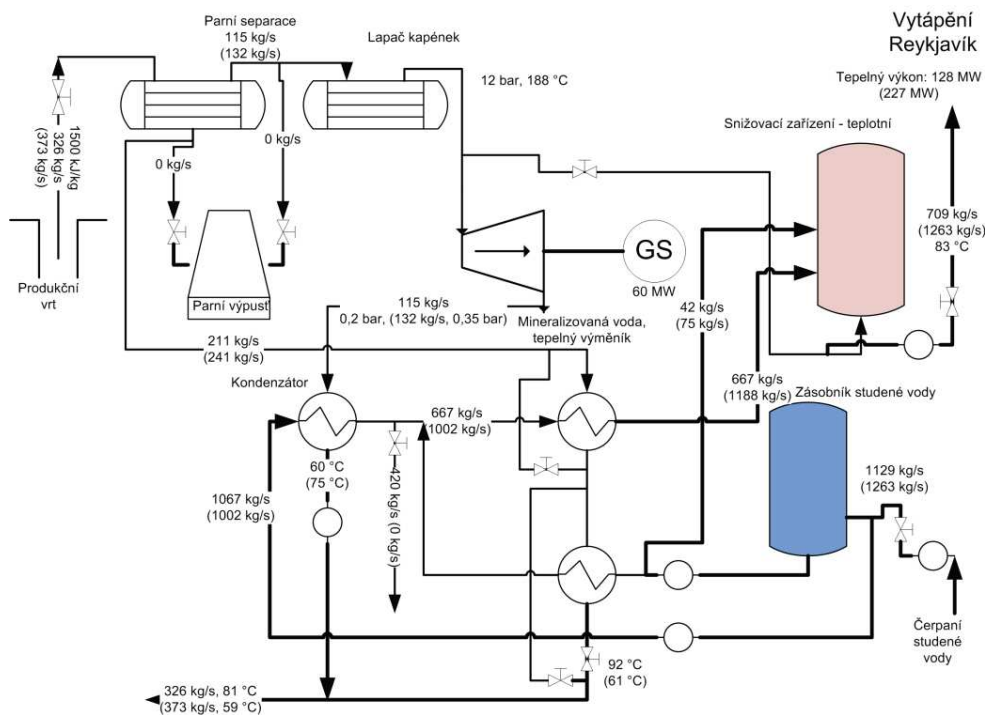 Parní separace
115 kg/s
(132 kg/s)
Lapač kapének
Vytápění
Reykjavík
Tepelný výkon: 128 MW
(227 MW)
12 bar, 188 °C
Snižovací zařízení - teplotní
1500 kJ/kg
326 kg/s
(373 kg/s)
0 kg/s
0 kg/s
709 kg/s
(1263 kg/s)
83 °C
Produkční
vrt
Parní výpusť
GS
60 MW
115 kg/s
0,2 bar, (132 kg/s, 0,35 bar)
Mineralizovaná voda,
tepelný výměník
42 kg/s
(75 kg/s)
211 kg/s
(241 kg/s)
Kondenzátor
667 kg/s
(1188 kg/s)
Zásobník studené vody
667 kg/s
(1002 kg/s)
60 °C
(75 °C)
420 kg/s (0 kg/s)
1067 kg/s
(1002 kg/s)
1129 kg/s
(1263 kg/s)
Čerpaní
studené
vody
92 °C
(61 °C)
326 kg/s, 81 °C
(373 kg/s, 59 °C)